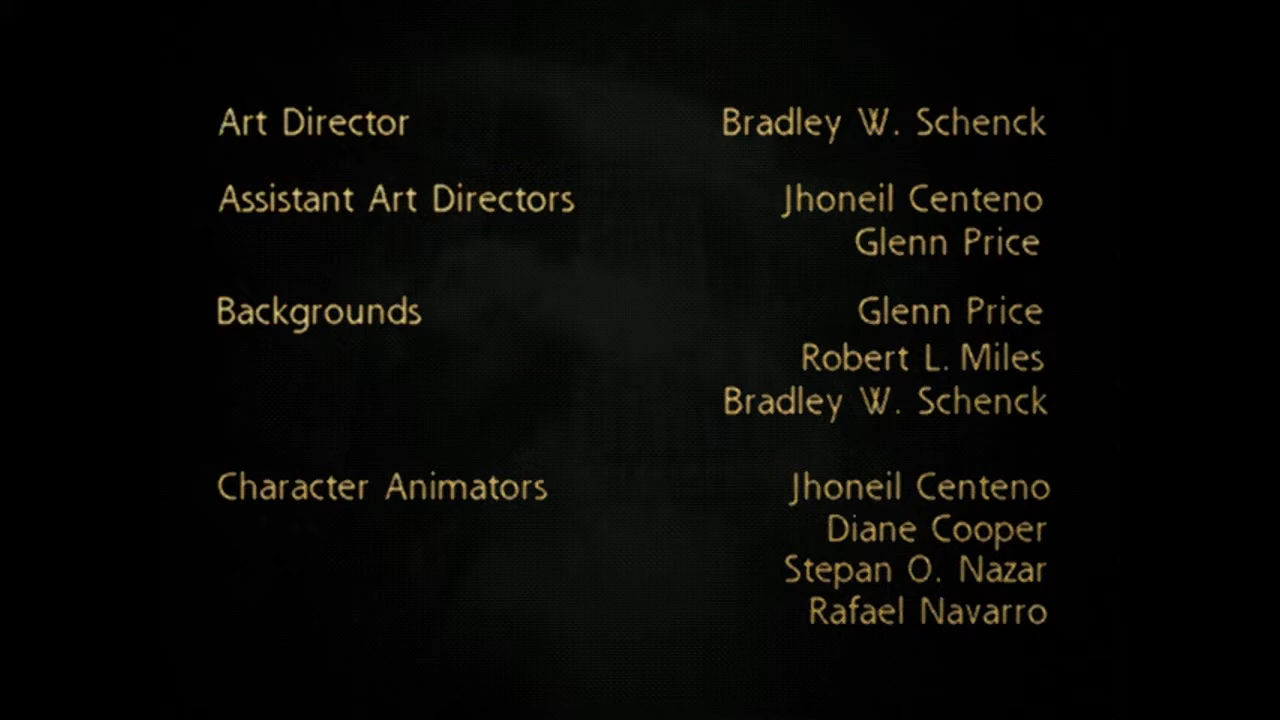 Art Director Bradley W. Schenck
Assistant Art Directors Jhoneil Centeno
Glenn Price
Backgrounds Glenn Price
Robert L. Miles
Bradley W. Schenck
Character Animators Jhoneil Centeno
Diane Cooper
Stepan O. Nazar
Rafael Navarro